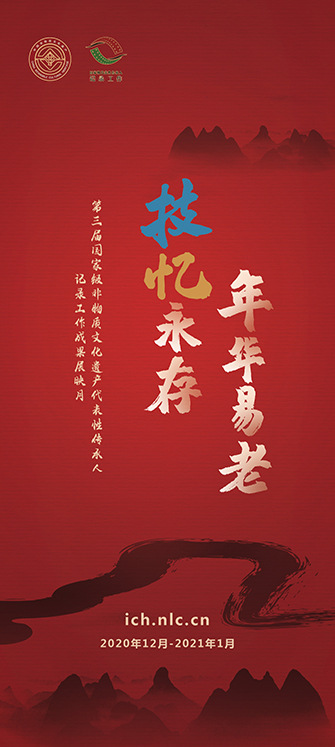 年华易老
技忆永存
第三届国家级非物质文化遗产代表性传承人
记录工作成果展映月
ich.nlc.cn
2020年12月-2021年1月